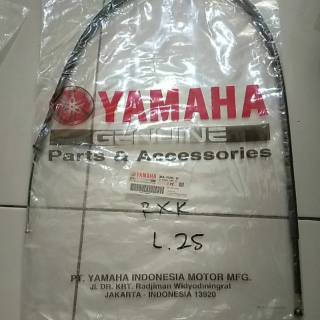 YAMAHA
GENUINE
Parts & Accessories
YAMAHA
RXK
L.25
PT. YAMAHA INDONESIA MOTOR MFG.
JL. DR. KRT. Radjiman Widyodiningrat
JAKARTA - INDONESIA 13920